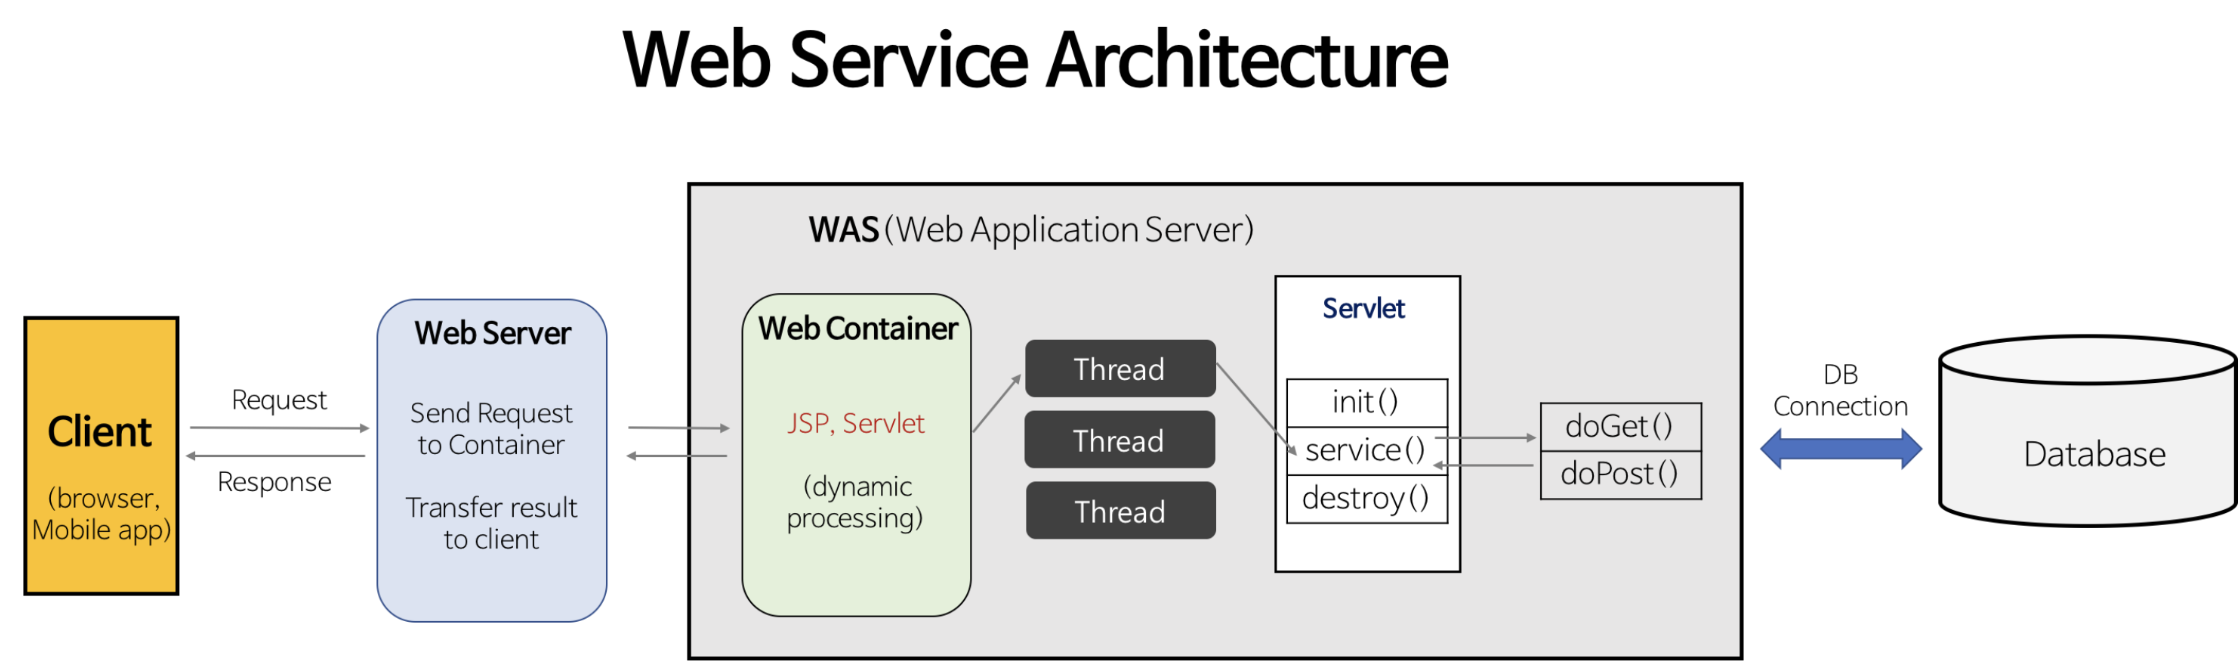 Web Service Architecture
WAS(Web Application Server)
Client
(browser,
Mobile app)
Request
Response
Web Server
Send Request
to Container
Transfer result
to client
Web Container
JSP, Servlet
(dynamic
processing)
Thread
Thread
Thread
Servlet
init()
service()
destroy()
doGet()
doPost()
DB
Connection
Database